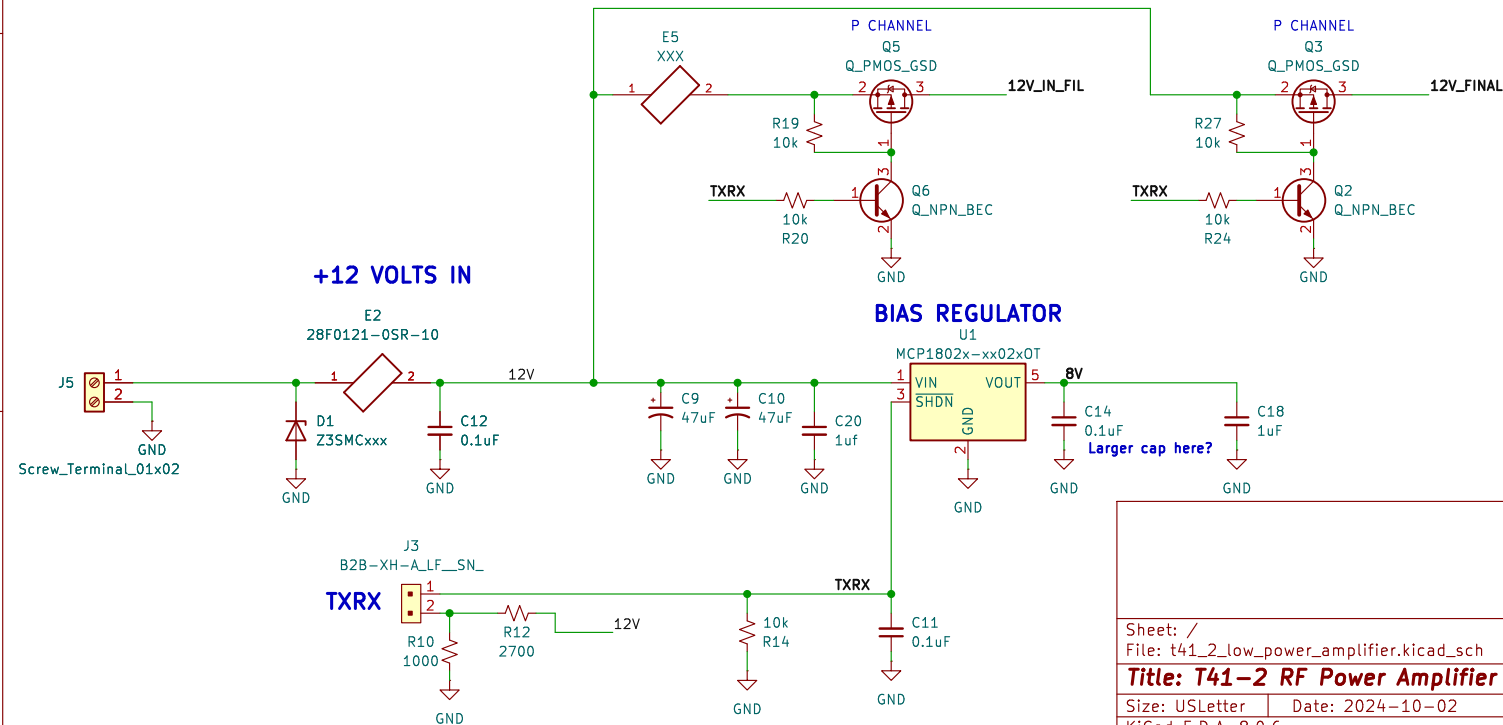 P CHANNEL
P CHANNEL
E5
XXX
Q5
Q_PMOS_GSD
Q3
Q_PMOS_GSD
1
2
2
3
12V_IN_FIL
2
3
12V_FINAL
R19
10k
1
R27
10k
1
TXRX
1
3
Q6
Q_NPN_BEC
2
10k
R20
GND
TXRX
1
3
Q2
Q_NPN_BEC
2
10k
R24
GND
+12 VOLTS IN
E2
28F0121-0SR-10
BIAS REGULATOR
U1
MCP1802x-xx02xOT
J5
1
2
GND
Screw_Terminal_01x02
1
2
12V
D1
Z3SMCxxx
GND
C12
0.1uF
GND
C9
47uF
GND
C10
47uF
GND
C20
1uf
GND
1
VIN
VOUT
5
3
SHDN
GND
2
GND
8V
C14
0.1uF
Larger cap here?
GND
C18
1uF
GND
J3
B2B-XH-A_LF__SN_
TXRX
1
2
R12
2700
12V
R10
1000
GND
TXRX
10k
R14
GND
C11
0.1uF
GND
Sheet: /
File: t41_2_low_power_amplifier.kicad_sch
Title: T41-2 RF Power Amplifier
Size: USLetter
Date: 2024-10-02